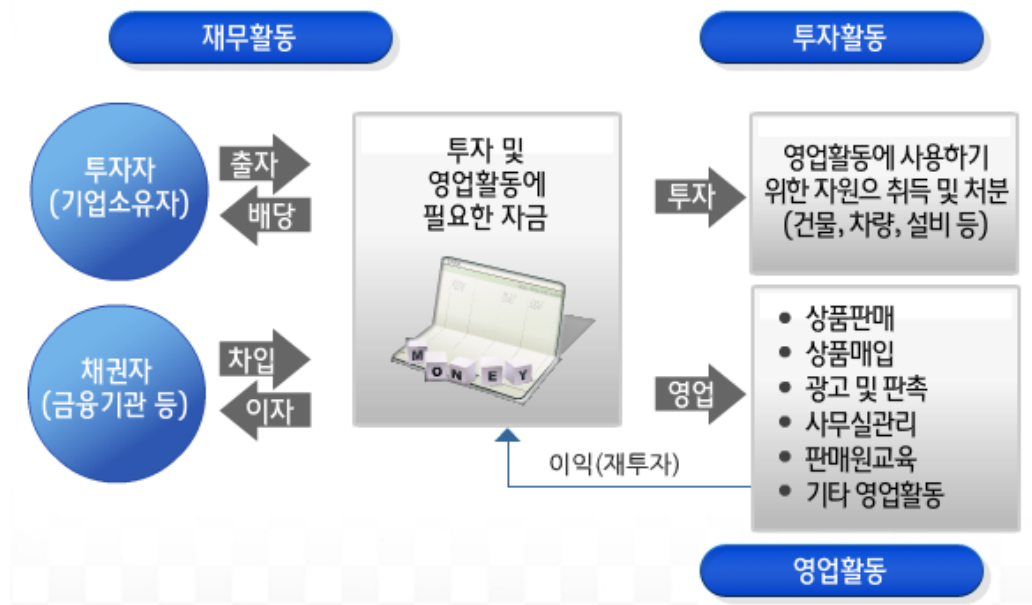 재무활동
투자활동
투자자
(기업소유자)
출자
배당
투자 및
영업활동에
필요한 자금
MONEY
투자
영업활동에 사용하기
위한 자원으 취득 및 처분
(건물, 차량, 설비 등)
채권자
(금융기관 등)
차입
이자
영업
• 상품판매
• 상품매입
• 광고 및 판촉
• 사무실관리
• 판매원교육
• 기타 영업활동
이익(재투자)
영업활동